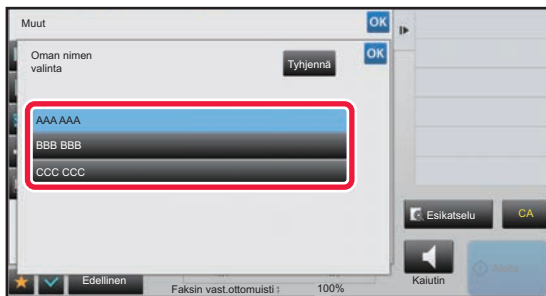 Muut
OK
Oman nimen
valinta
Tyhjennä
OK
AAA AAA
BBB BBB
CCC CCC
Esikatselu
CA
Edellinen
Faksin vast.ottomuisti :
100%
Kaiutin
Aloita